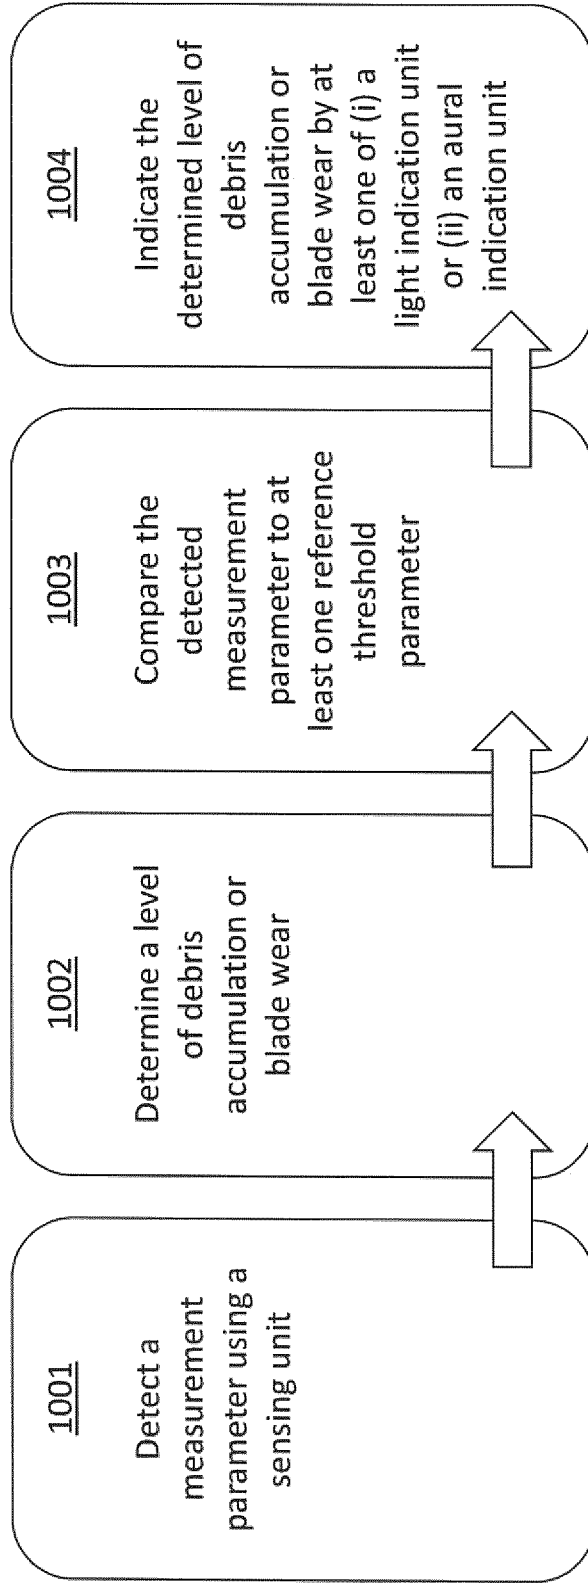 1001
Detect a
measurement
parameter using a
sensing unit
1002
Determine a level
of debris
accumulation or
blade wear
1003
Compare the
detected
measurement
parameter to at
least one reference
threshold
parameter
1004
Indicate the
determined level of
debris
accumulation or
blade wear by at
least one of (i) a
light indication unit
or (ii) an aural
indication unit